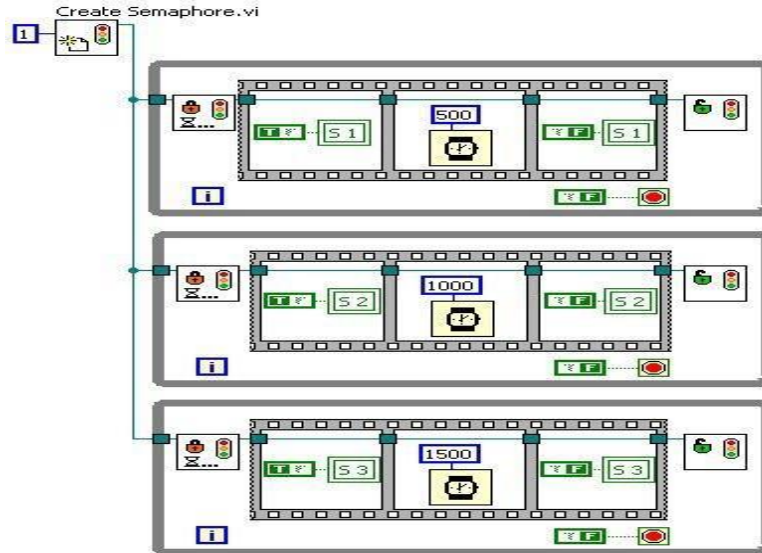 Create Semaphore.vi
1
500
T F S 1
T F S 1
i
T F
1000
T F S 2
T F S 2
i
T F
1500
T F S 3
T F S 3
i
T F